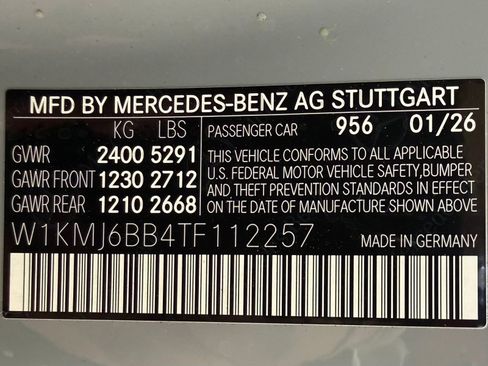 MFD BY MERCEDES-BENZ AG STUTTGART
KG LBS PASSENGER CAR 956 01/26
GVWR 2400 5291
GAWR FRONT 1230 2712
GAWR REAR 1210 2668
THIS VEHICLE CONFORMS TO ALL APPLICABLE
U.S. FEDERAL MOTOR VEHICLE SAFETY, BUMPER
AND THEFT PREVENTION STANDARDS IN EFFECT
ON THE DATE OF MANUFACTURE SHOWN ABOVE
W1KMJ6BB4TF112257 MADE IN GERMANY